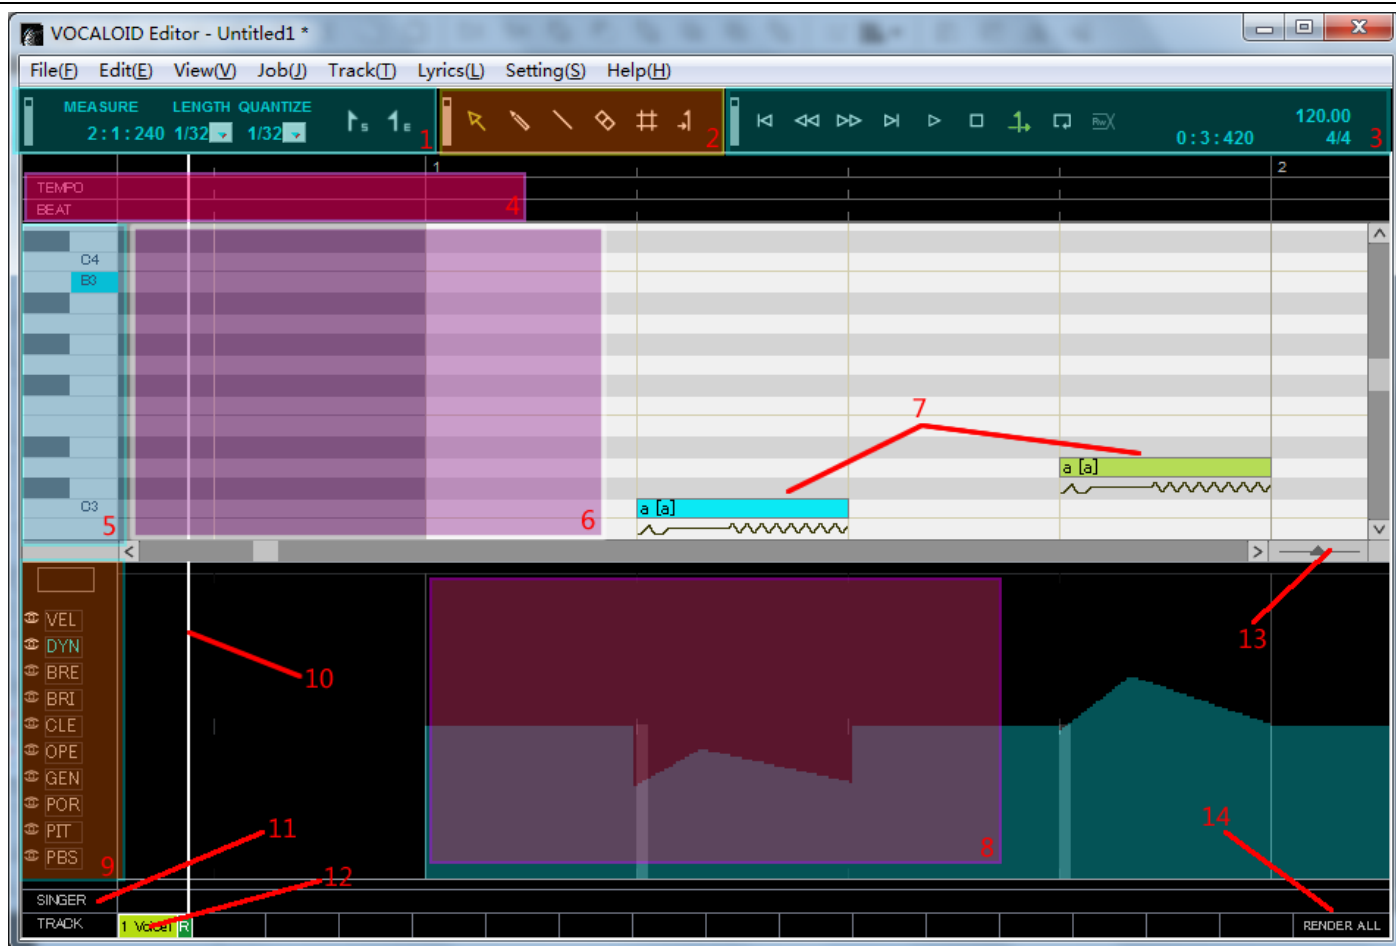 VOCALOID Editor - Untitled1 *
File(F) Edit(E) View(V) Job(J) Track(T) Lyrics(L) Setting(S) Help(H)
MEASURE LENGTH QUANTIZE
2 : 1 : 240 1/32 1/32 S E 1
2
0 : 3 : 420
120.00
4/4 3
1 2
TEMPO
BEAT 4
C4
B3
7
a [a]
C3
a [a]
5
6
13
VEL
DYN
BRE
BRI
CLE
OPE
GEN
POR
PIT
PBS
9
10
11
12
8
14
SINGER
TRACK 1 Voice1 R RENDER ALL